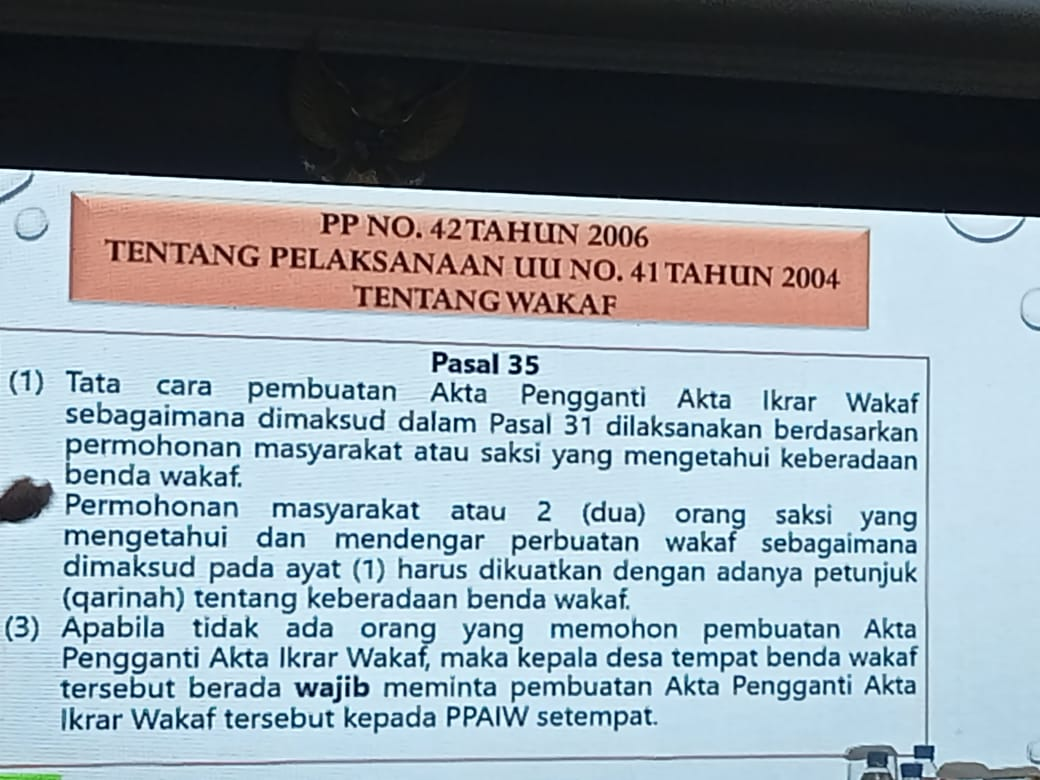 PP NO. 42 TAHUN 2006
TENTANG PELAKSANAAN UU NO. 41 TAHUN 2004
TENTANG WAKAF
Pasal 35
(1) Tata cara pembuatan Akta Pengganti Akta Ikrar Wakaf
sebagaimana dimaksud dalam Pasal 31 dilaksanakan berdasarkan
permohonan masyarakat atau saksi yang mengetahui keberadaan
benda wakaf.
Permohonan masyarakat atau 2 (dua) orang saksi yang
mengetahui dan mendengar perbuatan wakaf sebagaimana
dimaksud pada ayat (1) harus dikuatkan dengan adanya petunjuk
(qarinah) tentang keberadaan benda wakaf.
(3) Apabila tidak ada orang yang memohon pembuatan Akta
Pengganti Akta Ikrar Wakaf, maka kepala desa tempat benda wakaf
tersebut berada wajib meminta pembuatan Akta Pengganti Akta
Ikrar Wakaf tersebut kepada PPAIW setempat.